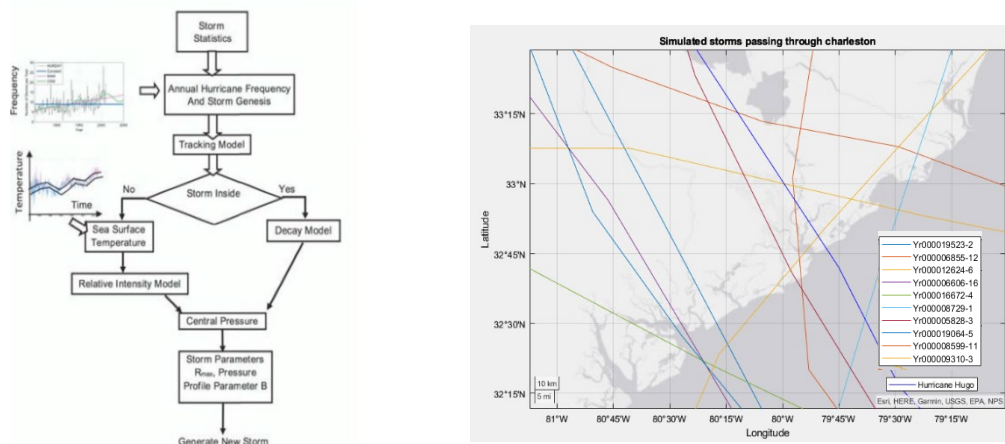 Storm
Statistics
Frequency
Annual Hurricane Frequency
And Storm Genesis
Tracking Model
Temperature
Time
No
Storm Inside
Yes
Sea Surface
Temperature
Decay Model
Relative Intensity Model
Central Pressure
Storm Parameters
Rmax, Pressure
Profile Parameter B
Generate New Storm
Simulated storms passing through charleston
Latitude
33°15'N
33°N
32°45'N
32°30'N
32°15'N
Yr000019523-2
Yr000006855-12
Yr000012624-6
Yr000006606-16
Yr000016672-4
Yr000008729-1
Yr000005828-3
Yr000019064-5
Yr000008599-11
Yr000009310-3
Hurricane Hugo
10 km
5 mi
Esri, HERE, Garmin, USGS, EPA, NPS
81°W
80°45'W
80°30'W
80°15'W
80°W
79°45'W
79°30'W
79°15'W
Longitude